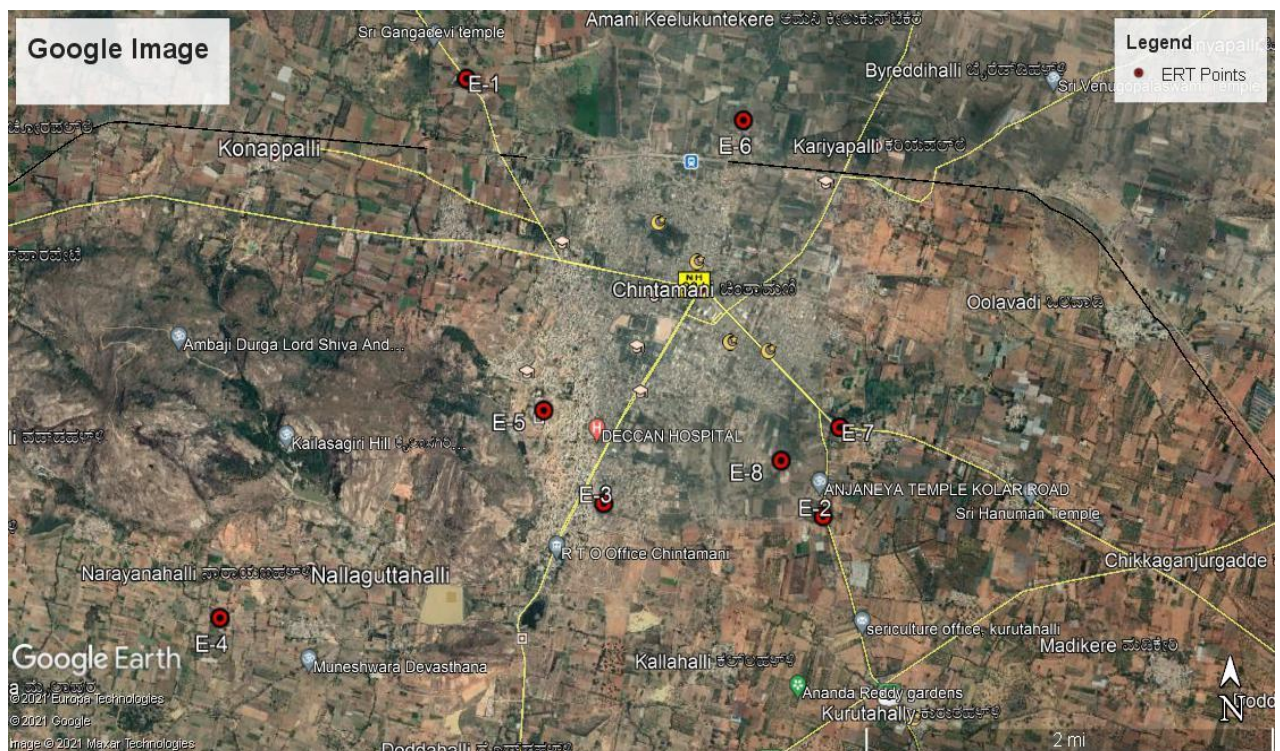 Google Image
Amani Keelukuntekere
Sri Gangadevi temple
Legend
ERT Points
Byreddihalli
Sri Venugopalaswami Temple
E-1
E-6
Konappalli
Kariyapalli
NH
Chintamani ಚಿಂತಾಮಣಿ
Oolavadi
Ambaji Durga Lord Shiva And...
E-5
E-7
Kailasagiri Hill
DECCAN HOSPITAL
E-8
ANJANEYA TEMPLE KOLAR ROAD
E-3
E-2
Sri Hanuman Temple
R T O Office Chintamani
Chikkaganjurgadde
Narayanahalli
Nallaguttahalli
E-4
sericulture office, kurutahalli
Madikere
Google Earth
Muneshwara Devasthana
Kallahalli
Ananda Reddy gardens
© 2021 Europa Technologies
© 2021 Google
Kurutahally
N
Image © 2021 Maxar Technologies
Doddahalli
2 mi